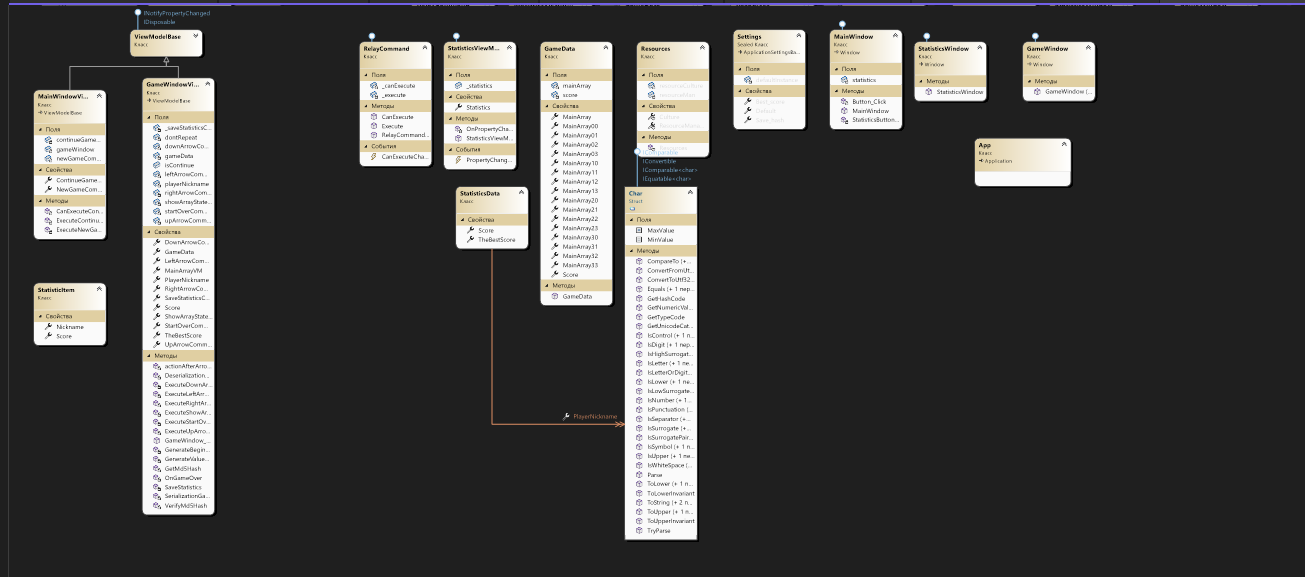 INotifyPropertyChanged
IDisposable
ViewModelBase
Класс
MainWindowVi...
Класс
ViewModelBase
Поля
continueGame...
gameWindow
newGameCom...
Свойства
ContinueGame...
NewGameCom...
Методы
CanExecuteCon...
ExecuteContinu...
ExecuteNewGa...
StatisticItem
Класс
Свойства
Nickname
Score
GameWindowVi...
Класс
ViewModelBase
Поля
_saveStatisticsC...
dontRepeat
downArrowCo...
gameData
isContinue
leftArrowCom...
playerNickname
rightArrowCom...
showArrayState...
startOverCom...
upArrowComm...
Свойства
DownArrowCo...
GameData
LeftArrowCom...
MainArrayVM
PlayerNickname
RightArrowCo...
SaveStatisticsC...
Score
ShowArrayState...
StartOverCom...
TheBestScore
UpArrowComm...
Методы
actionAfterArro...
Deserialization...
ExecuteDownAr...
ExecuteLeftArr...
ExecuteRightAr...
ExecuteShowAr...
ExecuteStartOv...
ExecuteUpArro...
GameWindow_...
GenerateBegin...
GenerateValue...
GetMd5Hash
OnGameOver
SaveStatistics
SerializationGa...
VerifyMd5Hash
RelayCommand
Класс
Поля
_canExecute
_execute
Методы
CanExecute
Execute
RelayCommand...
События
CanExecuteCha...
StatisticsViewM...
Класс
Поля
_statistics
Свойства
Statistics
Методы
OnPropertyCha...
StatisticsViewM...
События
PropertyChang...
StatisticsData
Класс
Свойства
Score
TheBestScore
PlayerNickname
GameData
Класс
Поля
mainArray
score
Свойства
MainArray
MainArray00
MainArray01
MainArray02
MainArray03
MainArray10
MainArray11
MainArray12
MainArray13
MainArray20
MainArray21
MainArray22
MainArray23
MainArray30
MainArray31
MainArray32
MainArray33
Score
Методы
GameData
Resources
Класс
Поля
resourceCulture
resourceMan...
Свойства
Culture
ResourceMana...
Методы
IComparable
IConvertible
IComparable<char>
IEquatable<char>
Char
Struct
Поля
MaxValue
MinValue
Методы
CompareTo (+...
ConvertFromUt...
ConvertToUtf32...
Equals (+ 1 пер...
GetHashCode
GetNumericVal...
GetTypeCode
GetUnicodeCat...
IsControl (+ 1 п...
IsDigit (+ 1 пер...
IsHighSurrogat...
IsLetter (+ 1 пе...
IsLetterOrDigit...
IsLower (+ 1 пе...
IsLowSurrogate...
IsNumber (+ 1...
IsPunctuation (...
IsSeparator (+...
IsSurrogate (+...
IsSurrogatePair...
IsSymbol (+ 1 п...
IsUpper (+ 1 пе...
IsWhiteSpace (...
Parse
ToLower (+ 1 п...
ToLowerInvariant
ToString (+ 2 п...
ToUpper (+ 1 п...
ToUpperInvariant
TryParse
Settings
Sealed Класс
ApplicationSettingsBa...
Поля
defaultInstance
Свойства
Best_score
Default
Save_Hash
MainWindow
Класс
Window
Поля
statistics
Методы
Button_Click
MainWindow
StatisticsButton...
StatisticsWindow
Класс
Window
Методы
StatisticsWindow
GameWindow
Класс
Window
Методы
GameWindow (...
App
Класс
Application